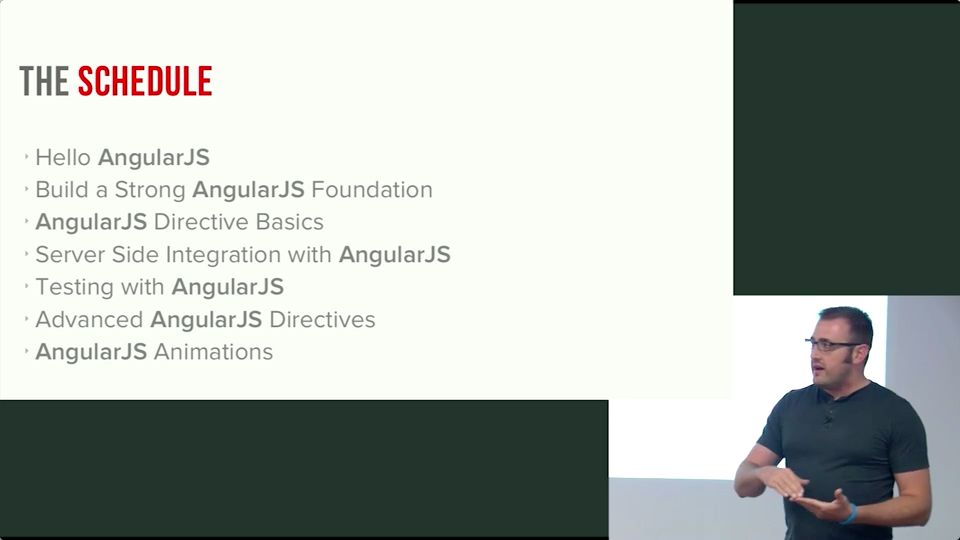 THE SCHEDULE
Hello AngularJS
Build a Strong AngularJS Foundation
AngularJS Directive Basics
Server Side Integration with AngularJS
Testing with AngularJS
Advanced AngularJS Directives
AngularJS Animations